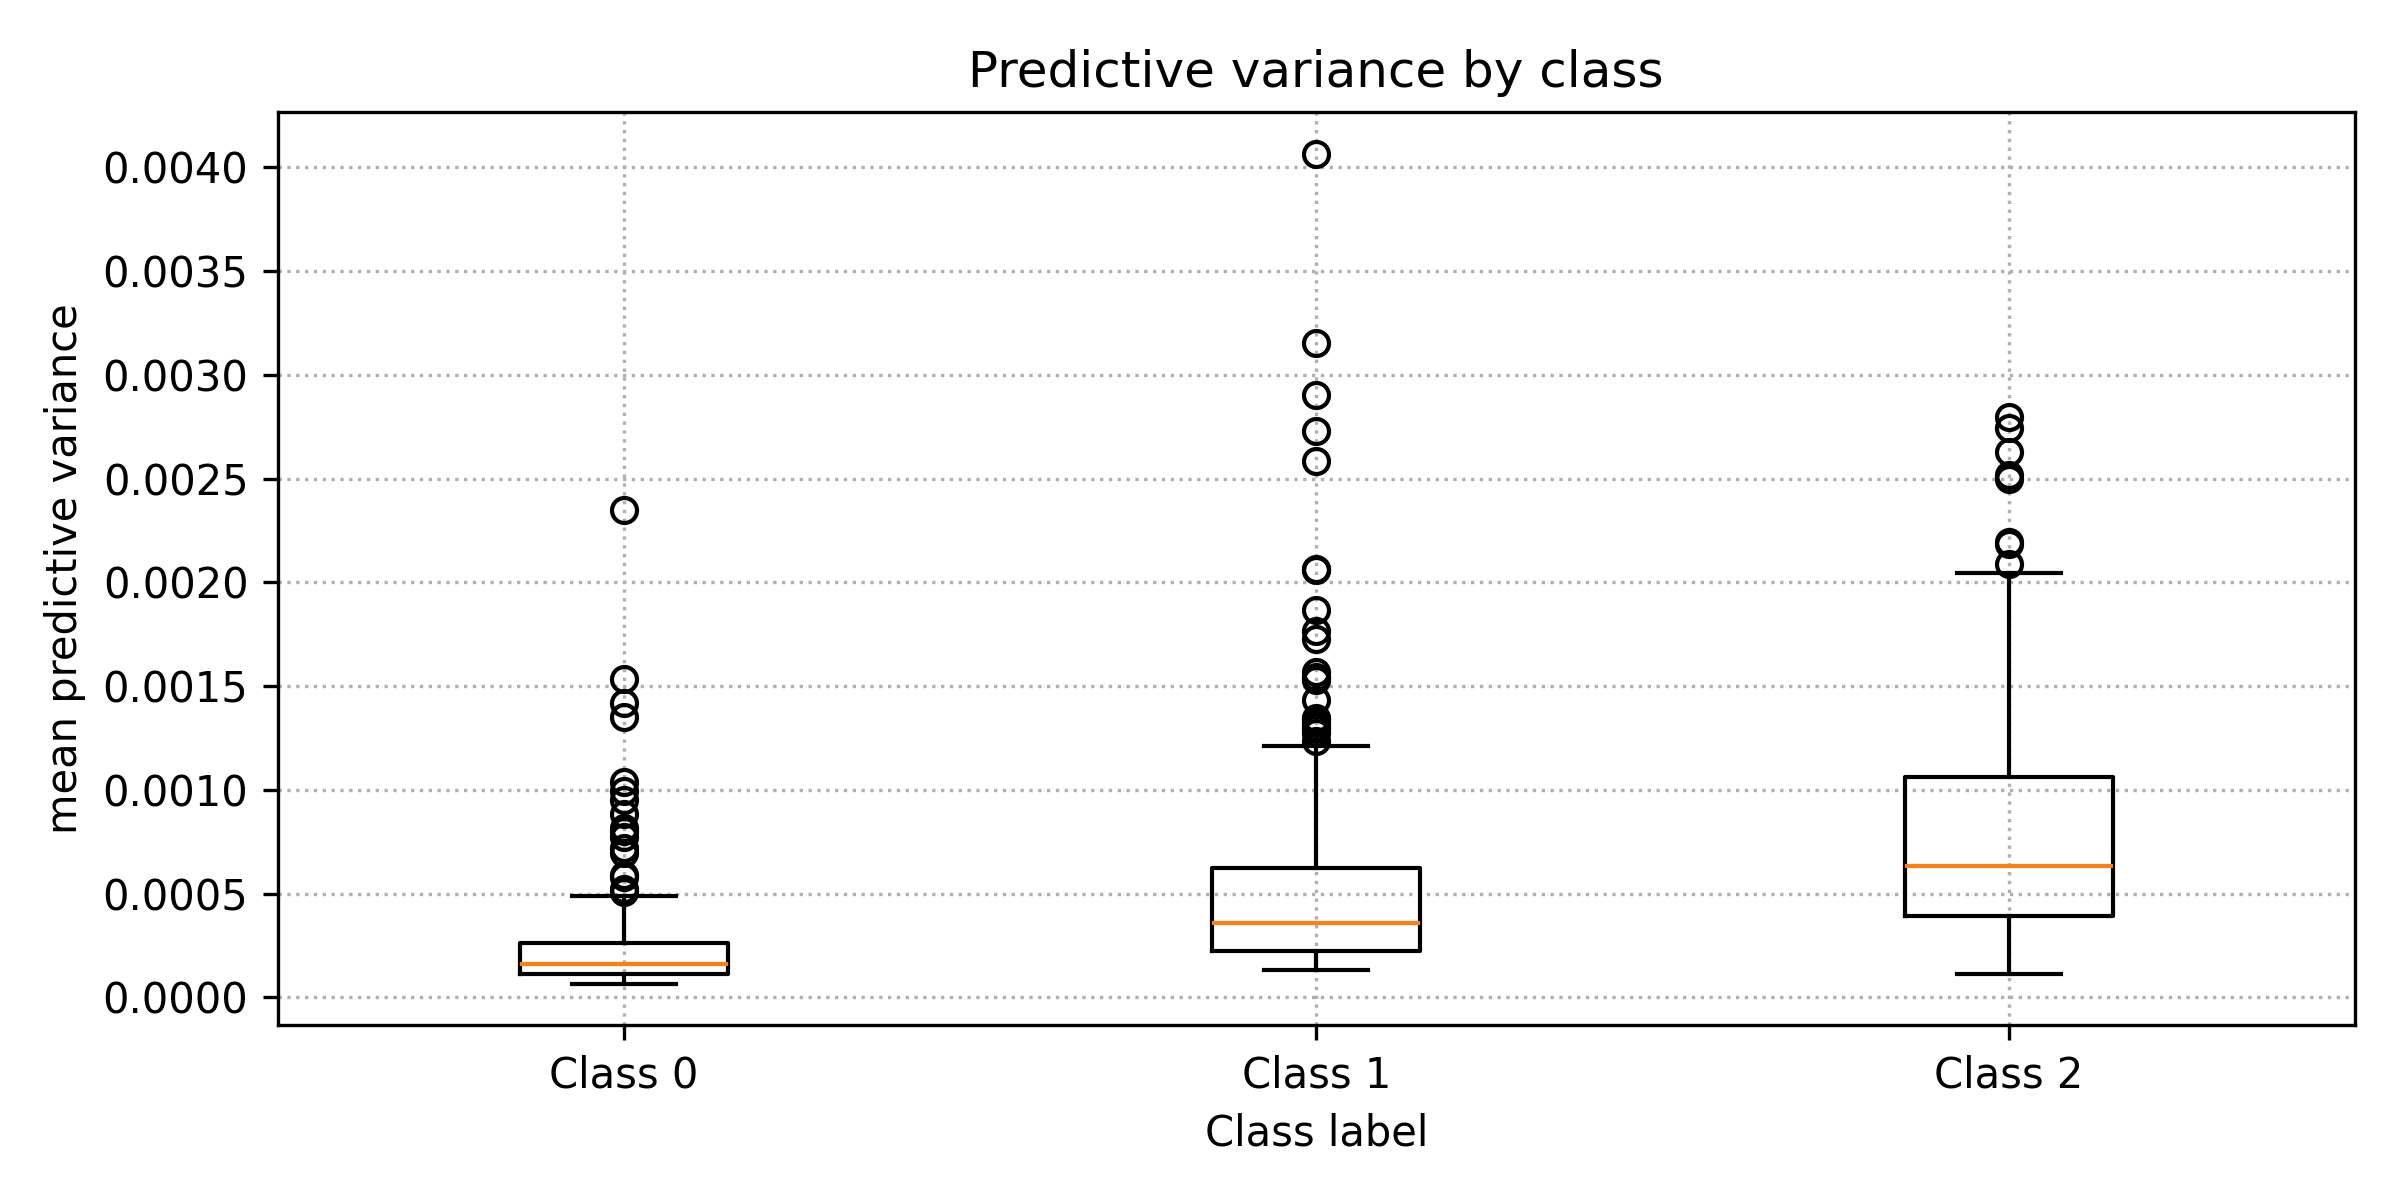 Predictive variance by class
mean predictive variance
0.0040
0.0035
0.0030
0.0025
0.0020
0.0015
0.0010
0.0005
0.0000
Class 0
Class 1
Class 2
Class label